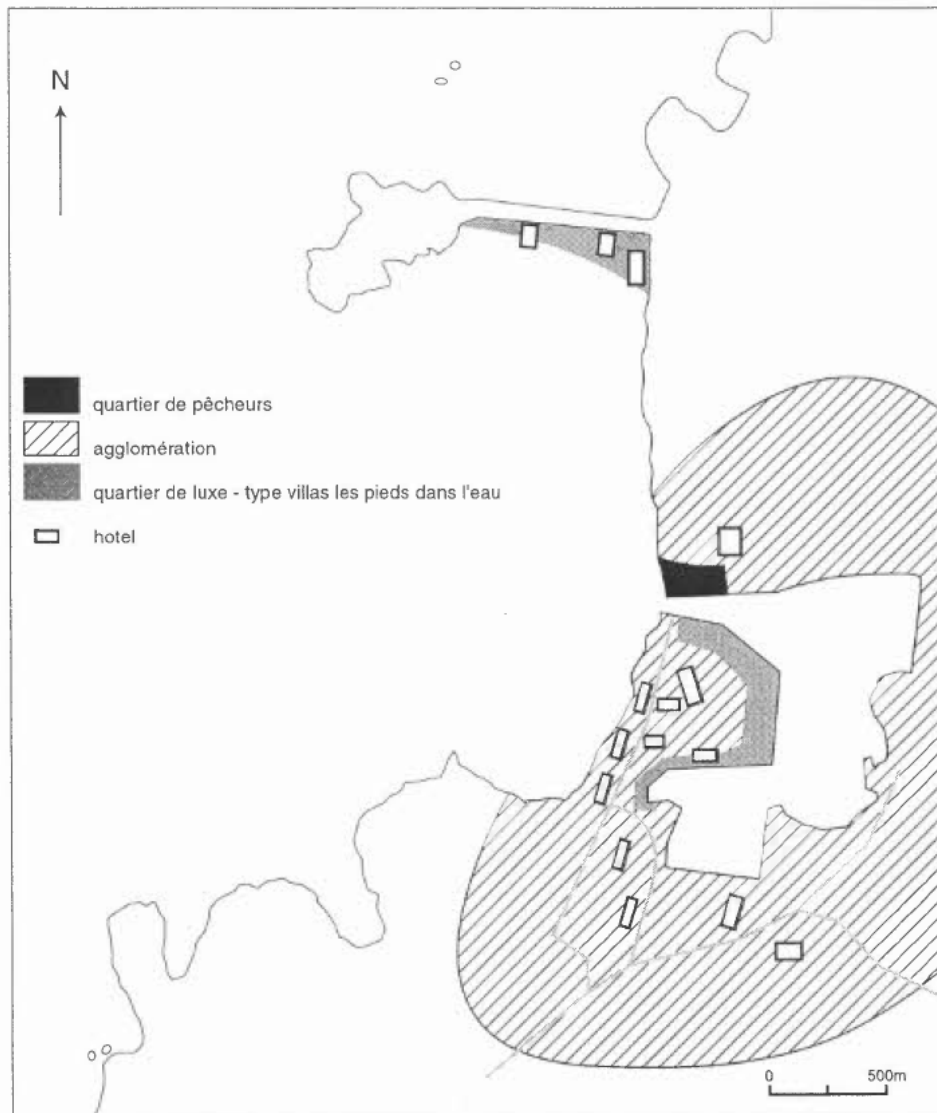 N
quartier de pêcheurs
agglomération
quartier de luxe - type villas les pieds dans l'eau
hotel
0 500m